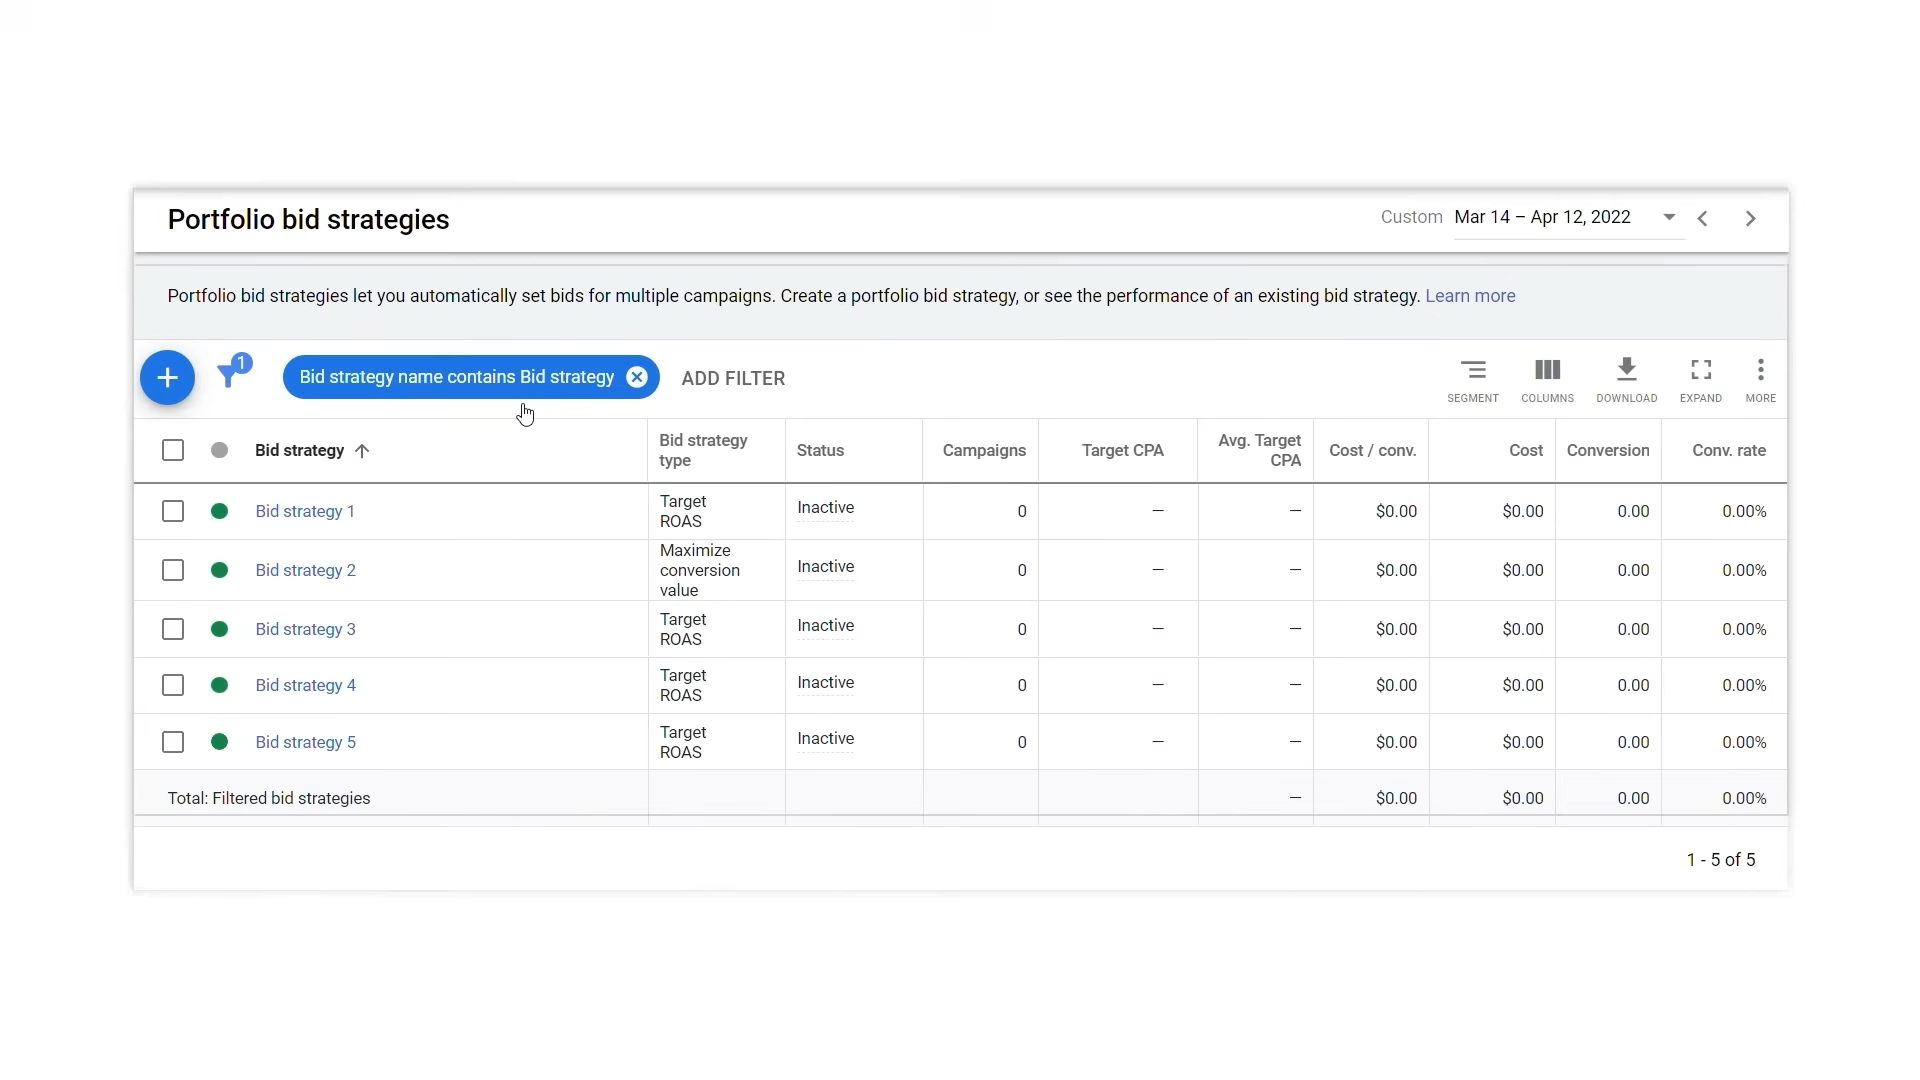 Portfolio bid strategies
Custom Mar 14 – Apr 12, 2022
Portfolio bid strategies let you automatically set bids for multiple campaigns. Create a portfolio bid strategy, or see the performance of an existing bid strategy. Learn more
1 Bid strategy name contains Bid strategy ADD FILTER
SEGMENT COLUMNS DOWNLOAD EXPAND MORE
Bid strategy Bid strategy type Status Campaigns Target CPA Avg. Target CPA Cost / conv. Cost Conversion Conv. rate
Bid strategy 1 Target ROAS Inactive 0 — — $0.00 $0.00 0.00 0.00%
Bid strategy 2 Maximize conversion value Inactive 0 — — $0.00 $0.00 0.00 0.00%
Bid strategy 3 Target ROAS Inactive 0 — — $0.00 $0.00 0.00 0.00%
Bid strategy 4 Target ROAS Inactive 0 — — $0.00 $0.00 0.00 0.00%
Bid strategy 5 Target ROAS Inactive 0 — — $0.00 $0.00 0.00 0.00%
Total: Filtered bid strategies — $0.00 $0.00 0.00 0.00%
1 - 5 of 5